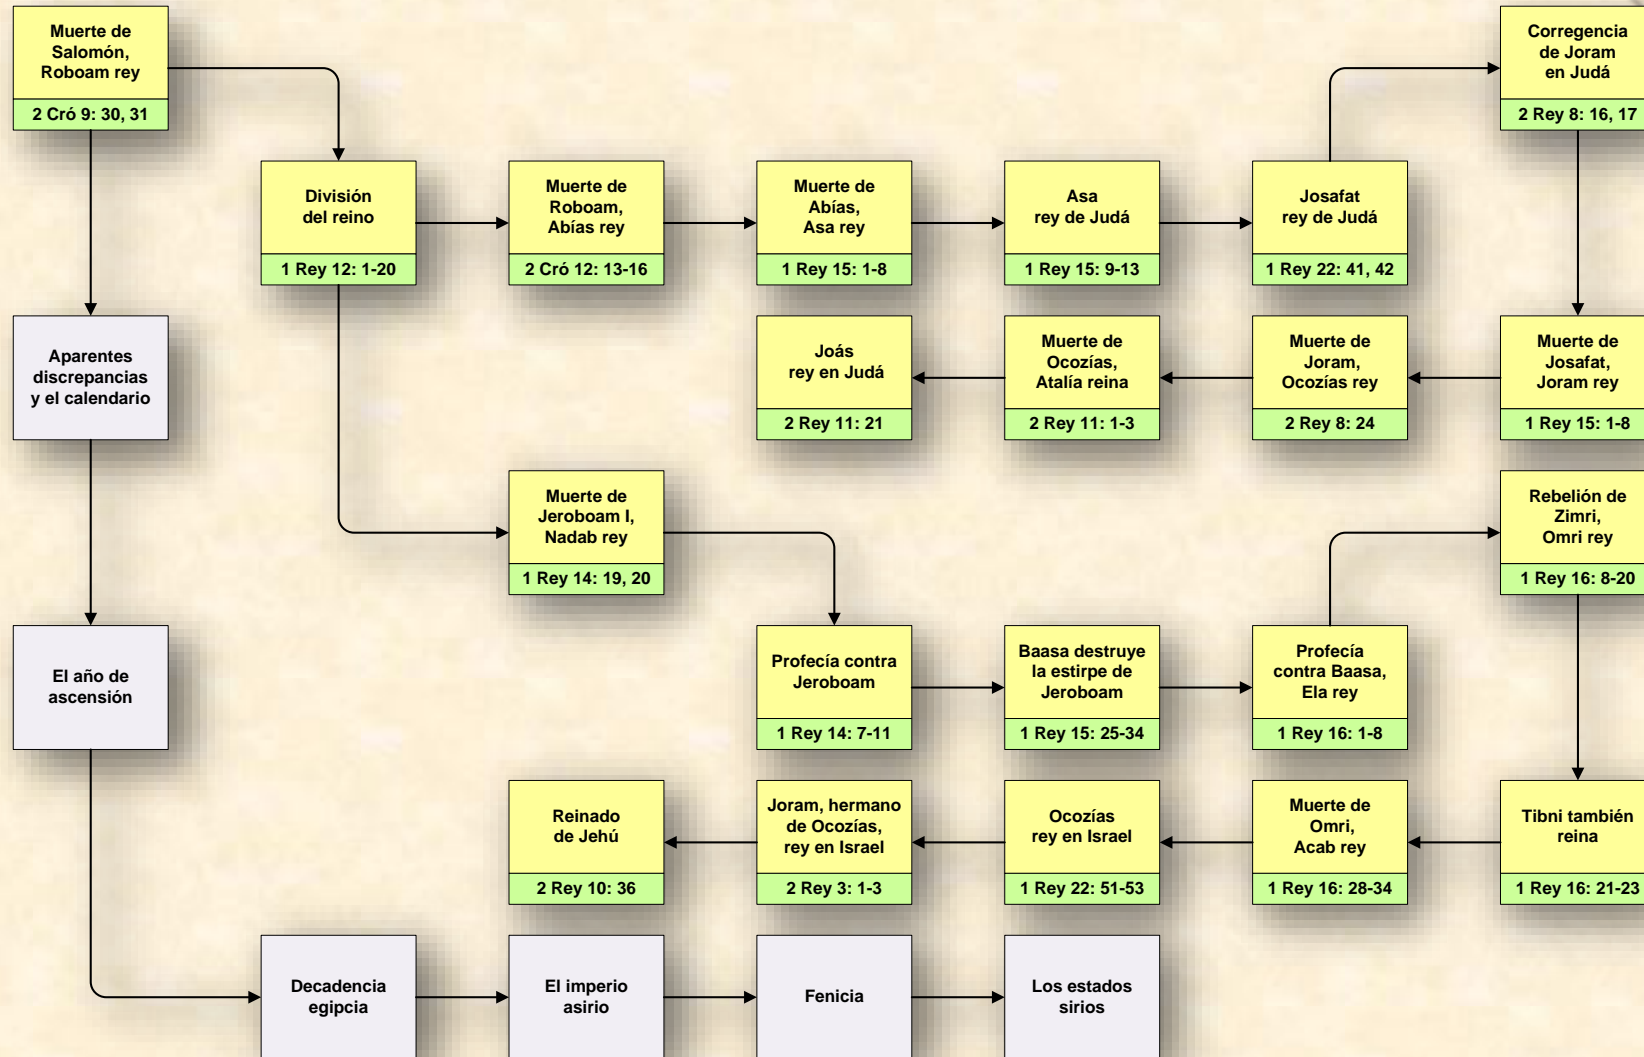 Muerte de
Salomón,
Roboam rey
2 Cró 9: 30, 31
Corregencia
de Joram
en Judá
2 Rey 8: 16, 17
División
del reino
1 Rey 12: 1-20
Muerte de
Roboam,
Abías rey
2 Cró 12: 13-16
Muerte de
Abías,
Asa rey
1 Rey 15: 1-8
Asa
rey de Judá
1 Rey 15: 9-13
Josafat
rey de Judá
1 Rey 22: 41, 42
Aparentes
discrepancias
y el calendario
Joás
rey en Judá
2 Rey 11: 21
Muerte de
Ocozías,
Atalía reina
2 Rey 11: 1-3
Muerte de
Joram,
Ocozías rey
2 Rey 8: 24
Muerte de
Josafat,
Joram rey
1 Rey 15: 1-8
Muerte de
Jeroboam I,
Nadab rey
1 Rey 14: 19, 20
Rebelión de
Zimri,
Omri rey
1 Rey 16: 8-20
El año de
ascensión
Profecía contra
Jeroboam
1 Rey 14: 7-11
Baasa destruye
la estirpe de
Jeroboam
1 Rey 15: 25-34
Profecía
contra Baasa,
Ela rey
1 Rey 16: 1-8
Reinado
de Jehú
2 Rey 10: 36
Joram, hermano
de Ocozías,
rey en Israel
2 Rey 3: 1-3
Ocozías
rey en Israel
1 Rey 22: 51-53
Muerte de
Omri,
Acab rey
1 Rey 16: 28-34
Tibni también
reina
1 Rey 16: 21-23
Decadencia
egipcia
El imperio
asirio
Fenicia
Los estados
sirios